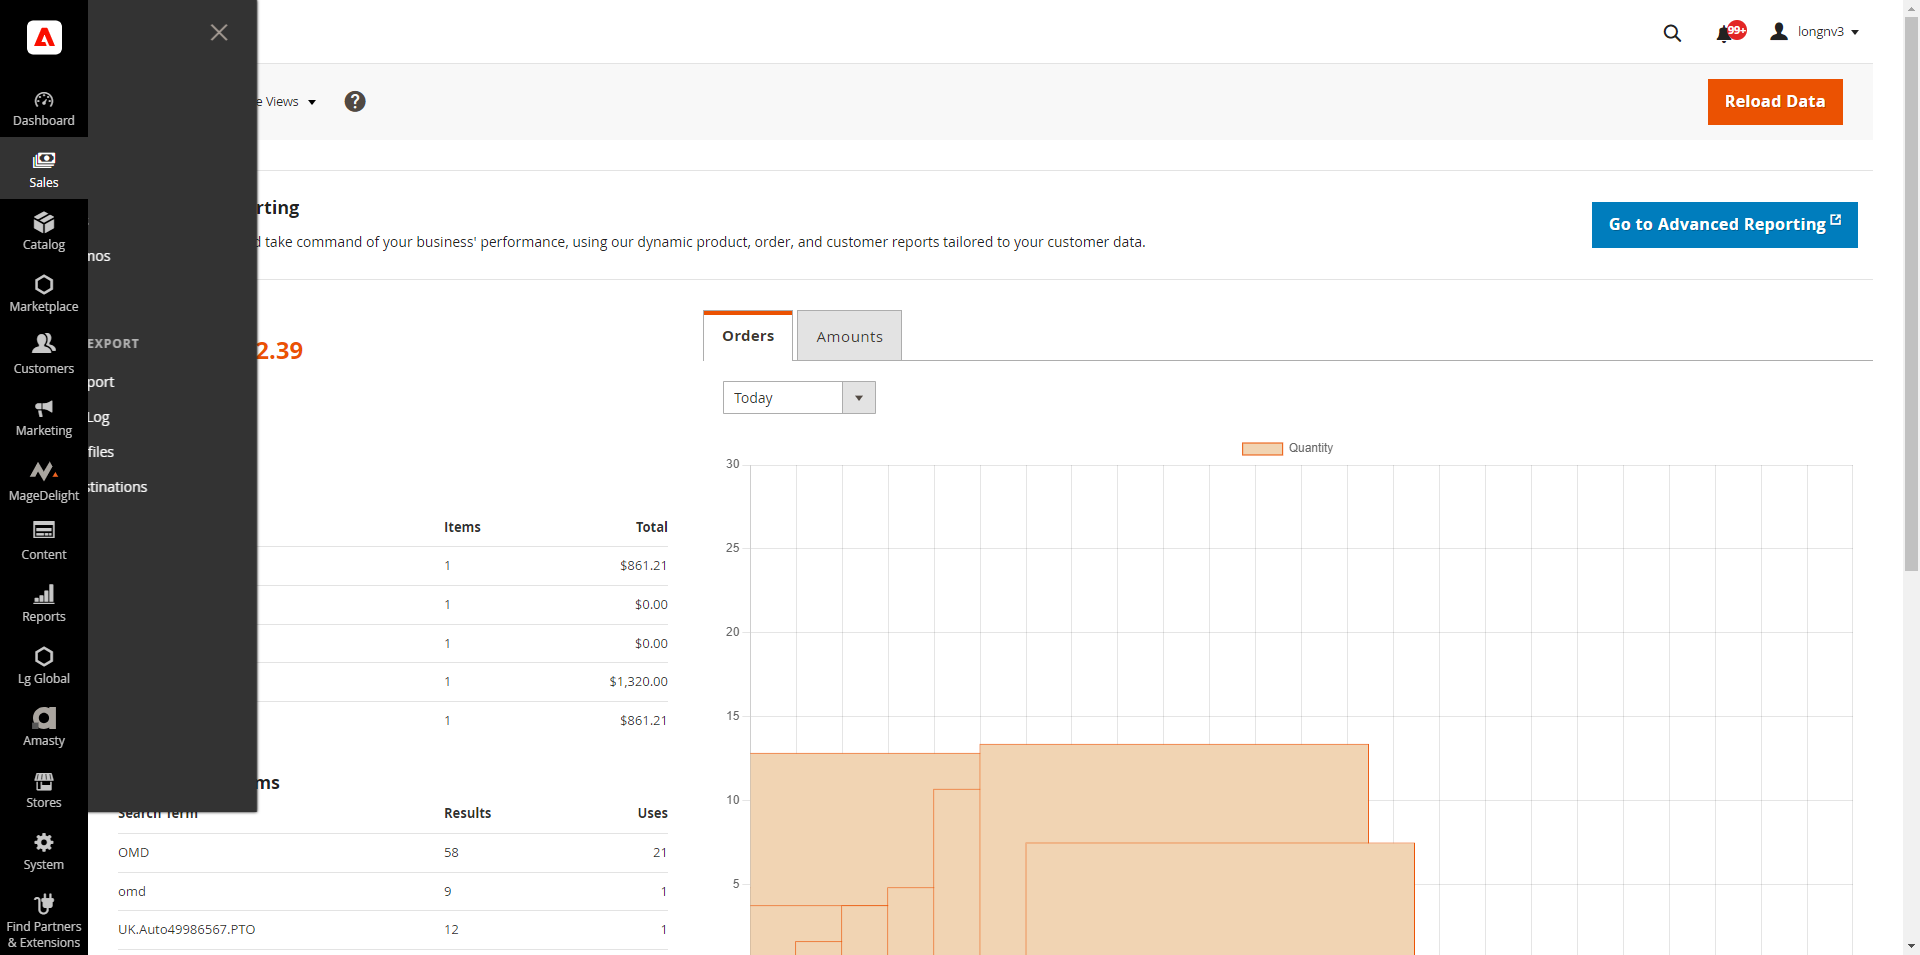 99+
longnv3
Dashboard
Sales
Catalog
Marketplace
Customers
Marketing
MageDelight
Content
Reports
Lg Global
Amasty
Stores
System
Find Partners
& Extensions
nos
EXPORT
port
Log
files
stinations
e Views
?
Reload Data
rting
d take command of your business' performance, using our dynamic product, order, and customer reports tailored to your customer data.
Go to Advanced Reporting
2.39
Items Total
1 $861.21
1 $0.00
1 $0.00
1 $1,320.00
1 $861.21
ms
Search Term Results Uses
OMD 58 21
omd 9 1
UK.Auto49986567.PTO 12 1
Orders
Amounts
Today
Quantity
30
25
20
15
10
5